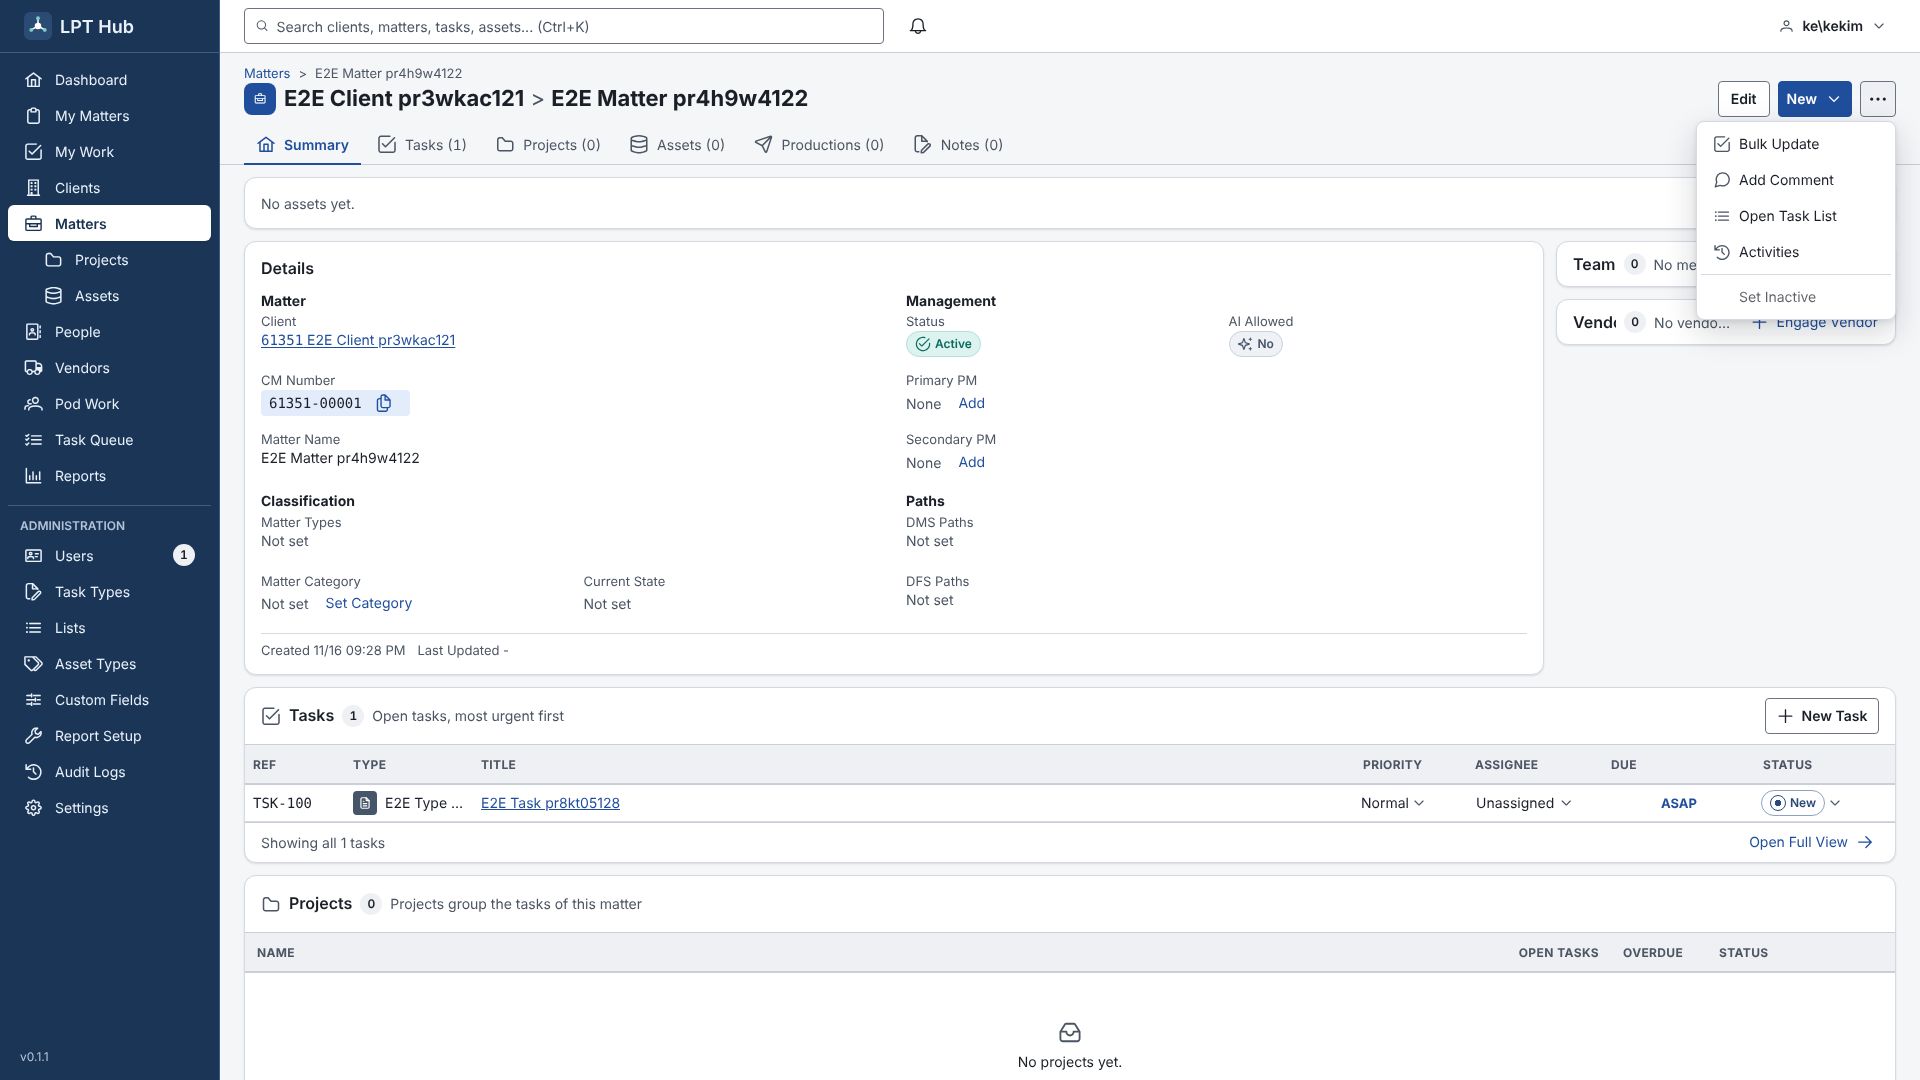 LPT Hub
Search clients, matters, tasks, assets... (Ctrl+K)
ke\kekim
Dashboard
My Matters
My Work
Clients
Matters
Projects
Assets
People
Vendors
Pod Work
Task Queue
Reports
ADMINISTRATION
Users 1
Task Types
Lists
Asset Types
Custom Fields
Report Setup
Audit Logs
Settings
v0.1.1
Matters > E2E Matter pr4h9w4122
E2E Client pr3wkac121 > E2E Matter pr4h9w4122
Edit New
Summary Tasks (1) Projects (0) Assets (0) Productions (0) Notes (0)
Bulk Update
Add Comment
Open Task List
Activities
Set Inactive
No assets yet.
Details
Matter
Client
61351 E2E Client pr3wkac121
CM Number
61351-00001
Matter Name
E2E Matter pr4h9w4122
Classification
Matter Types
Not set
Matter Category Current State
Not set Set Category Not set
Management
Status AI Allowed
Active No
Primary PM
None Add
Secondary PM
None Add
Paths
DMS Paths
Not set
DFS Paths
Not set
Created 11/16 09:28 PM Last Updated -
Team 0 No me
Vend 0 No vendo... Engage Vendor
Tasks 1 Open tasks, most urgent first
New Task
REF TYPE TITLE PRIORITY ASSIGNEE DUE STATUS
TSK-100 E2E Type ... E2E Task pr8kt05128 Normal Unassigned ASAP New
Showing all 1 tasks Open Full View
Projects 0 Projects group the tasks of this matter
NAME OPEN TASKS OVERDUE STATUS
No projects yet.